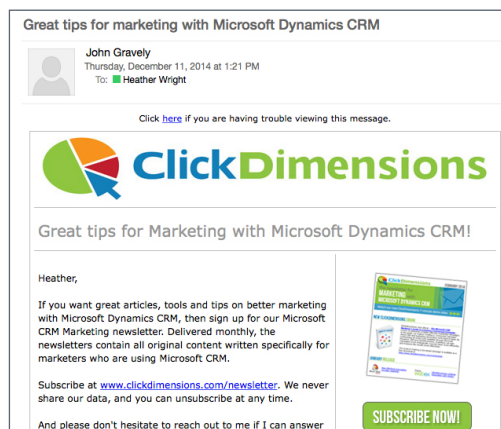 Great tips for marketing with Microsoft Dynamics CRM
John Gravely
Thursday, December 11, 2014 at 1:21 PM
To: Heather Wright
Click here if you are having trouble viewing this message.
ClickDimensions
Great tips for Marketing with Microsoft Dynamics CRM!
Heather,
If you want great articles, tools and tips on better marketing
with Microsoft Dynamics CRM, then sign up for our Microsoft
CRM Marketing newsletter. Delivered monthly, the
newsletters contain all original content written specifically for
marketers who are using Microsoft CRM.
Subscribe at www.clickdimensions.com/newsletter. We never
share our data, and you can unsubscribe at any time.
And please don't hesitate to reach out to me if I can answer
ClickDimensions
MARKETING
MICROSOFT DYNAMICS CRM
SUBSCRIBE NOW!